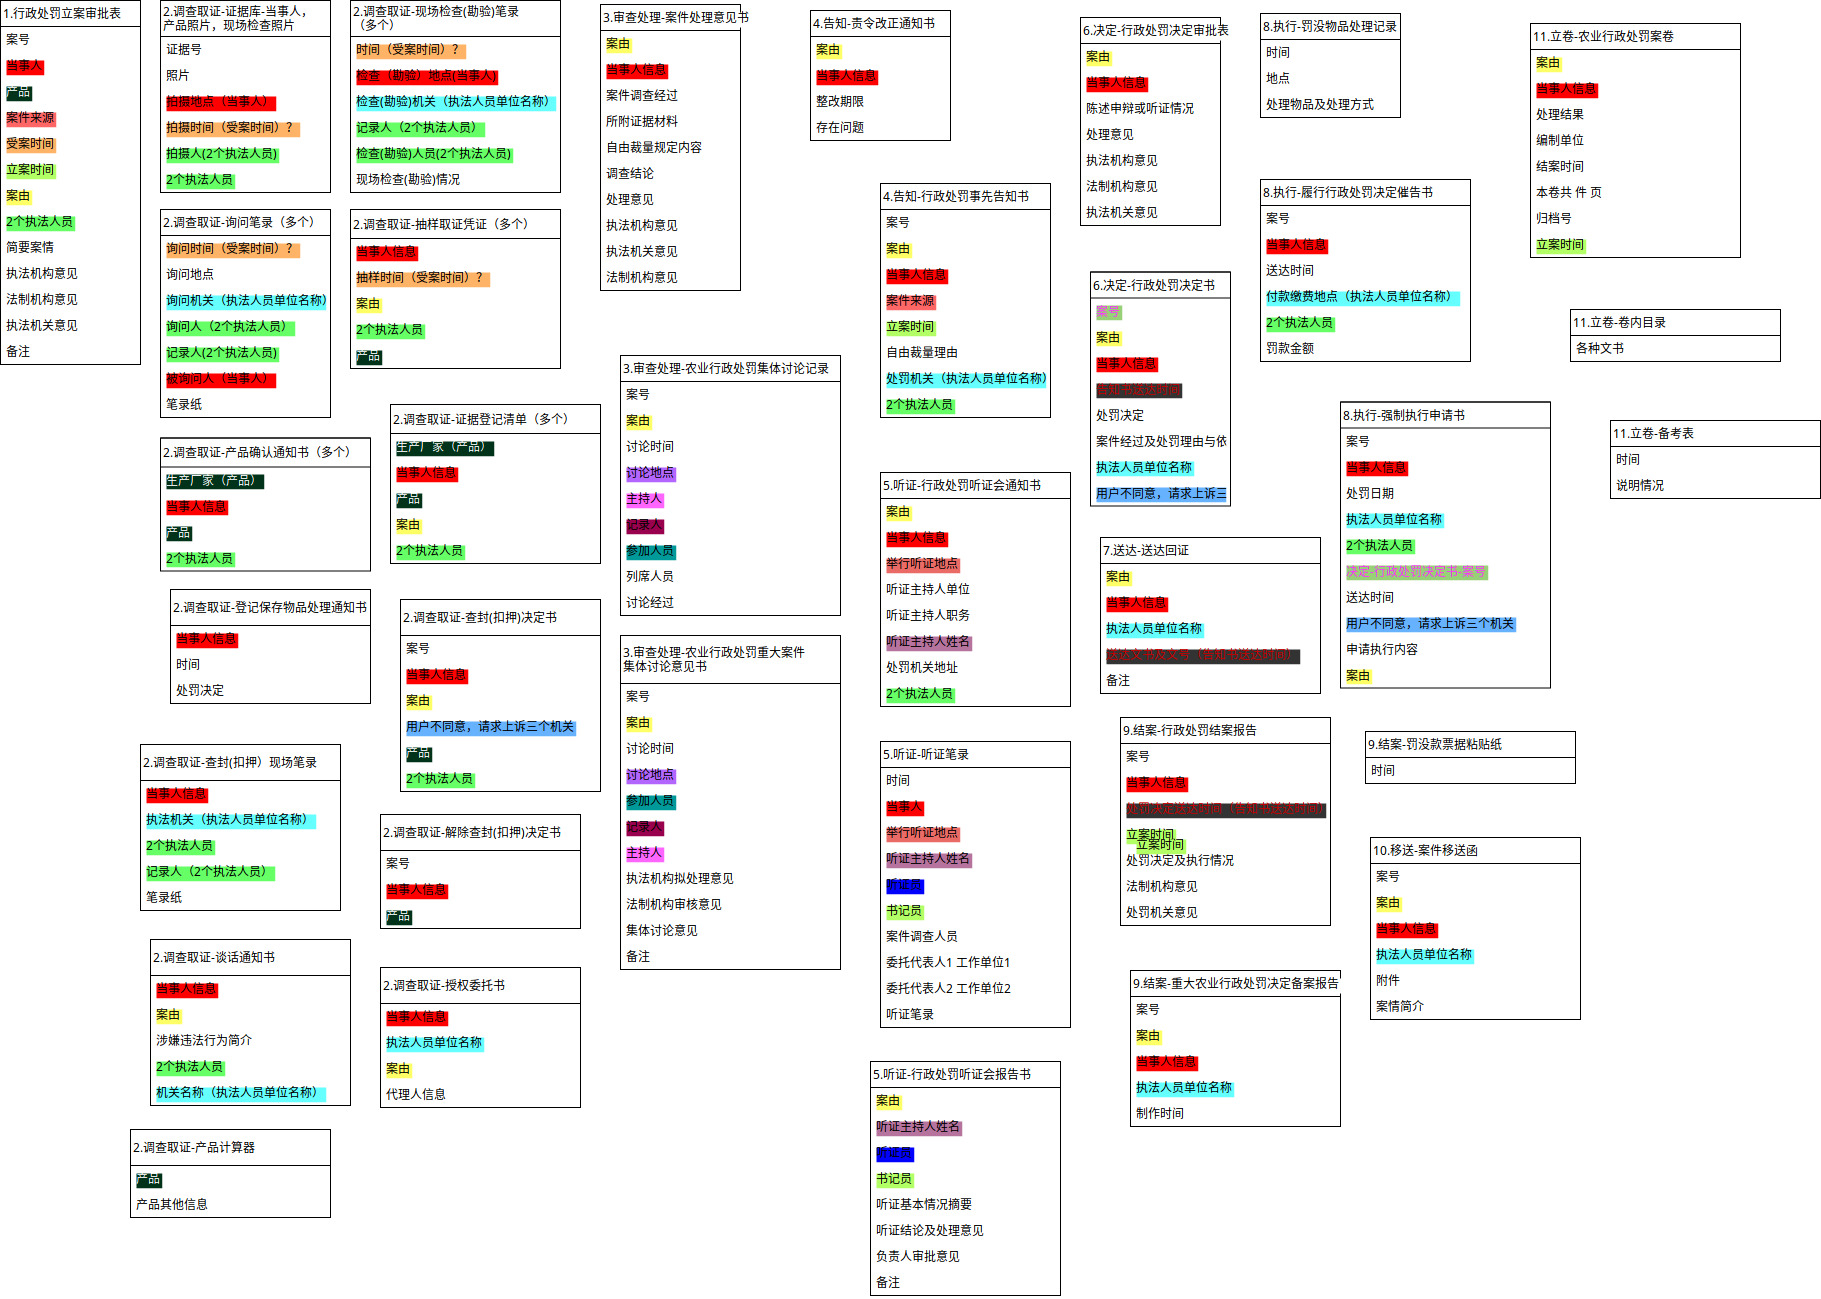 1.行政处罚立案审批表
案号
当事人
产品
案件来源
受案时间
立案时间
案由
2个执法人员
简要案情
执法机构意见
法制机构意见
执法机关意见
备注
2.调查取证-证据库-当事人，
产品照片，现场检查照片
证据号
照片
拍摄地点（当事人）
拍摄时间（受案时间）？
拍摄人(2个执法人员)
2个执法人员
2.调查取证-现场检查(勘验)笔录
（多个）
时间（受案时间）？
检查（勘验）地点(当事人)
检查(勘验)机关（执法人员单位名称）
记录人（2个执法人员）
检查(勘验)人员(2个执法人员)
现场检查(勘验)情况
2.调查取证-询问笔录（多个）
询问时间（受案时间）？
询问地点
询问机关（执法人员单位名称）
询问人（2个执法人员）
记录人(2个执法人员)
被询问人（当事人）
笔录纸
2.调查取证-抽样取证凭证（多个）
当事人信息
抽样时间（受案时间）？
案由
2个执法人员
产品
2.调查取证-产品确认通知书（多个）
生产厂家（产品）
当事人信息
产品
2个执法人员
2.调查取证-证据登记清单（多个）
生产厂家（产品）
当事人信息
产品
案由
2个执法人员
2.调查取证-登记保存物品处理通知书
当事人信息
时间
处罚决定
2.调查取证-查封(扣押)决定书
案号
当事人信息
案由
用户不同意，请求上诉三个机关
产品
2个执法人员
2.调查取证-查封(扣押）现场笔录
当事人信息
执法机关（执法人员单位名称）
2个执法人员
记录人（2个执法人员）
笔录纸
2.调查取证-解除查封(扣押)决定书
案号
当事人信息
产品
2.调查取证-谈话通知书
当事人信息
案由
涉嫌违法行为简介
2个执法人员
机关名称（执法人员单位名称）
2.调查取证-授权委托书
当事人信息
执法人员单位名称
案由
代理人信息
2.调查取证-产品计算器
产品
产品其他信息
3.审查处理-案件处理意见书
案由
当事人信息
案件调查经过
所附证据材料
自由裁量规定内容
调查结论
处理意见
执法机构意见
执法机关意见
法制机构意见
3.审查处理-农业行政处罚集体讨论记录
案号
案由
讨论时间
讨论地点
主持人
记录人
参加人员
列席人员
讨论经过
3.审查处理-农业行政处罚重大案件
集体讨论意见书
案号
案由
讨论时间
讨论地点
参加人员
记录人
主持人
执法机构拟处理意见
法制机构审核意见
集体讨论意见
备注
4.告知-责令改正通知书
案由
当事人信息
整改期限
存在问题
4.告知-行政处罚事先告知书
案号
案由
当事人信息
案件来源
立案时间
自由裁量理由
处罚机关（执法人员单位名称）
2个执法人员
5.听证-行政处罚听证会通知书
案由
当事人信息
举行听证地点
听证主持人单位
听证主持人职务
听证主持人姓名
处罚机关地址
2个执法人员
5.听证-听证笔录
时间
当事人
举行听证地点
听证主持人姓名
听证员
书记员
案件调查人员
委托代表人1 工作单位1
委托代表人2 工作单位2
听证笔录
5.听证-行政处罚听证会报告书
案由
听证主持人姓名
听证员
书记员
听证基本情况摘要
听证结论及处理意见
负责人审批意见
备注
6.决定-行政处罚决定审批表
案由
当事人信息
陈述申辩或听证情况
处理意见
执法机构意见
法制机构意见
执法机关意见
6.决定-行政处罚决定书
案号
案由
当事人信息
告知书送达时间
处罚决定
案件经过及处罚理由与依
执法人员单位名称
用户不同意，请求上诉三
7.送达-送达回证
案由
当事人信息
执法人员单位名称
送达文书及文号（告知书送达时间）
备注
8.执行-罚没物品处理记录
时间
地点
处理物品及处理方式
8.执行-履行行政处罚决定催告书
案号
当事人信息
送达时间
付款缴费地点（执法人员单位名称）
2个执法人员
罚款金额
8.执行-强制执行申请书
案号
当事人信息
处罚日期
执法人员单位名称
2个执法人员
决定-行政处罚决定书-案号
送达时间
用户不同意，请求上诉三个机关
申请执行内容
案由
9.结案-行政处罚结案报告
案号
当事人信息
处罚决定送达时间（告知书送达时间）
立案时间
立案时间
处罚决定及执行情况
法制机构意见
处罚机关意见
9.结案-罚没款票据粘贴纸
时间
9.结案-重大农业行政处罚决定备案报告
案号
案由
当事人信息
执法人员单位名称
制作时间
10.移送-案件移送函
案号
案由
当事人信息
执法人员单位名称
附件
案情简介
11.立卷-农业行政处罚案卷
案由
当事人信息
处理结果
编制单位
结案时间
本卷共 件 页
归档号
立案时间
11.立卷-卷内目录
各种文书
11.立卷-备考表
时间
说明情况